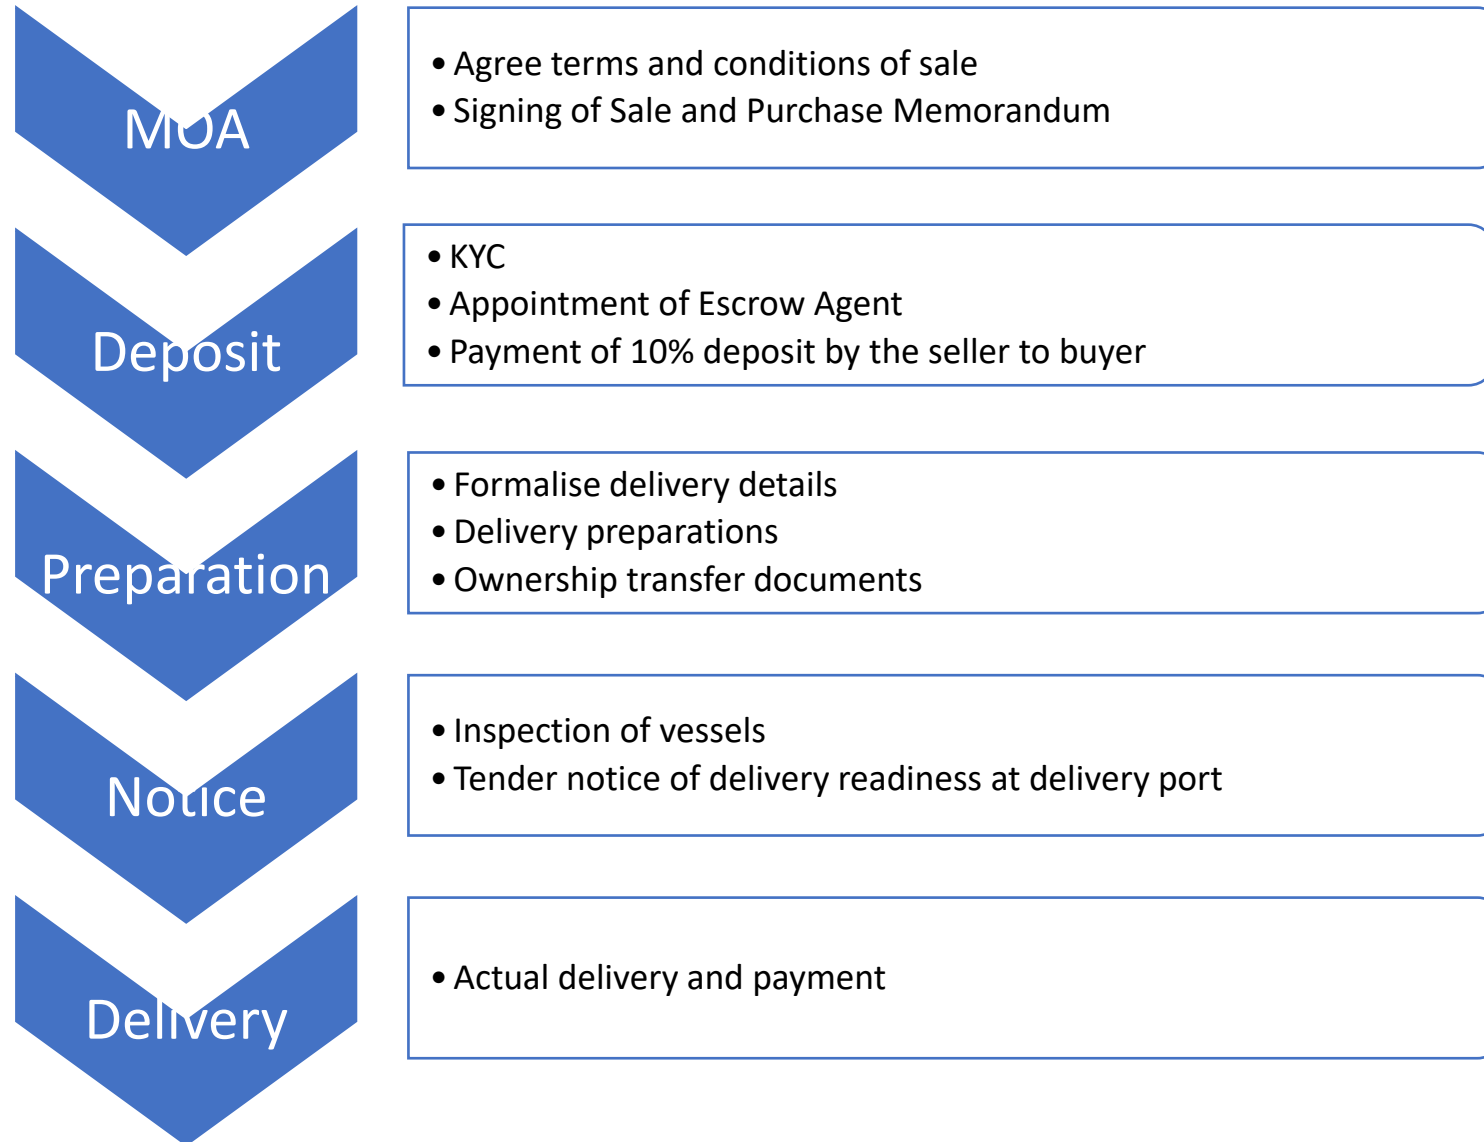 MOA
• Agree terms and conditions of sale
• Signing of Sale and Purchase Memorandum
Deposit
• KYC
• Appointment of Escrow Agent
• Payment of 10% deposit by the seller to buyer
Preparation
• Formalise delivery details
• Delivery preparations
• Ownership transfer documents
Notice
• Inspection of vessels
• Tender notice of delivery readiness at delivery port
Delivery
• Actual delivery and payment